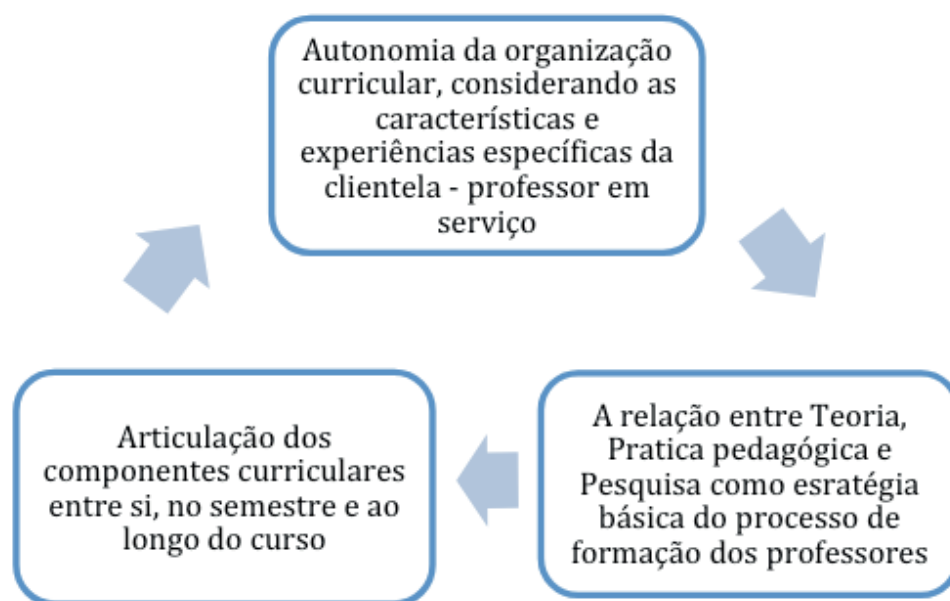 Autonomia da organização
curricular, considerando as
características e
experiências específicas da
clientela - professor em
serviço
A relação entre Teoria,
Pratica pedagógica e
Pesquisa como esratégia
básica do processo de
formação dos professores
Articulação dos
componentes curriculares
entre si, no semestre e ao
longo do curso